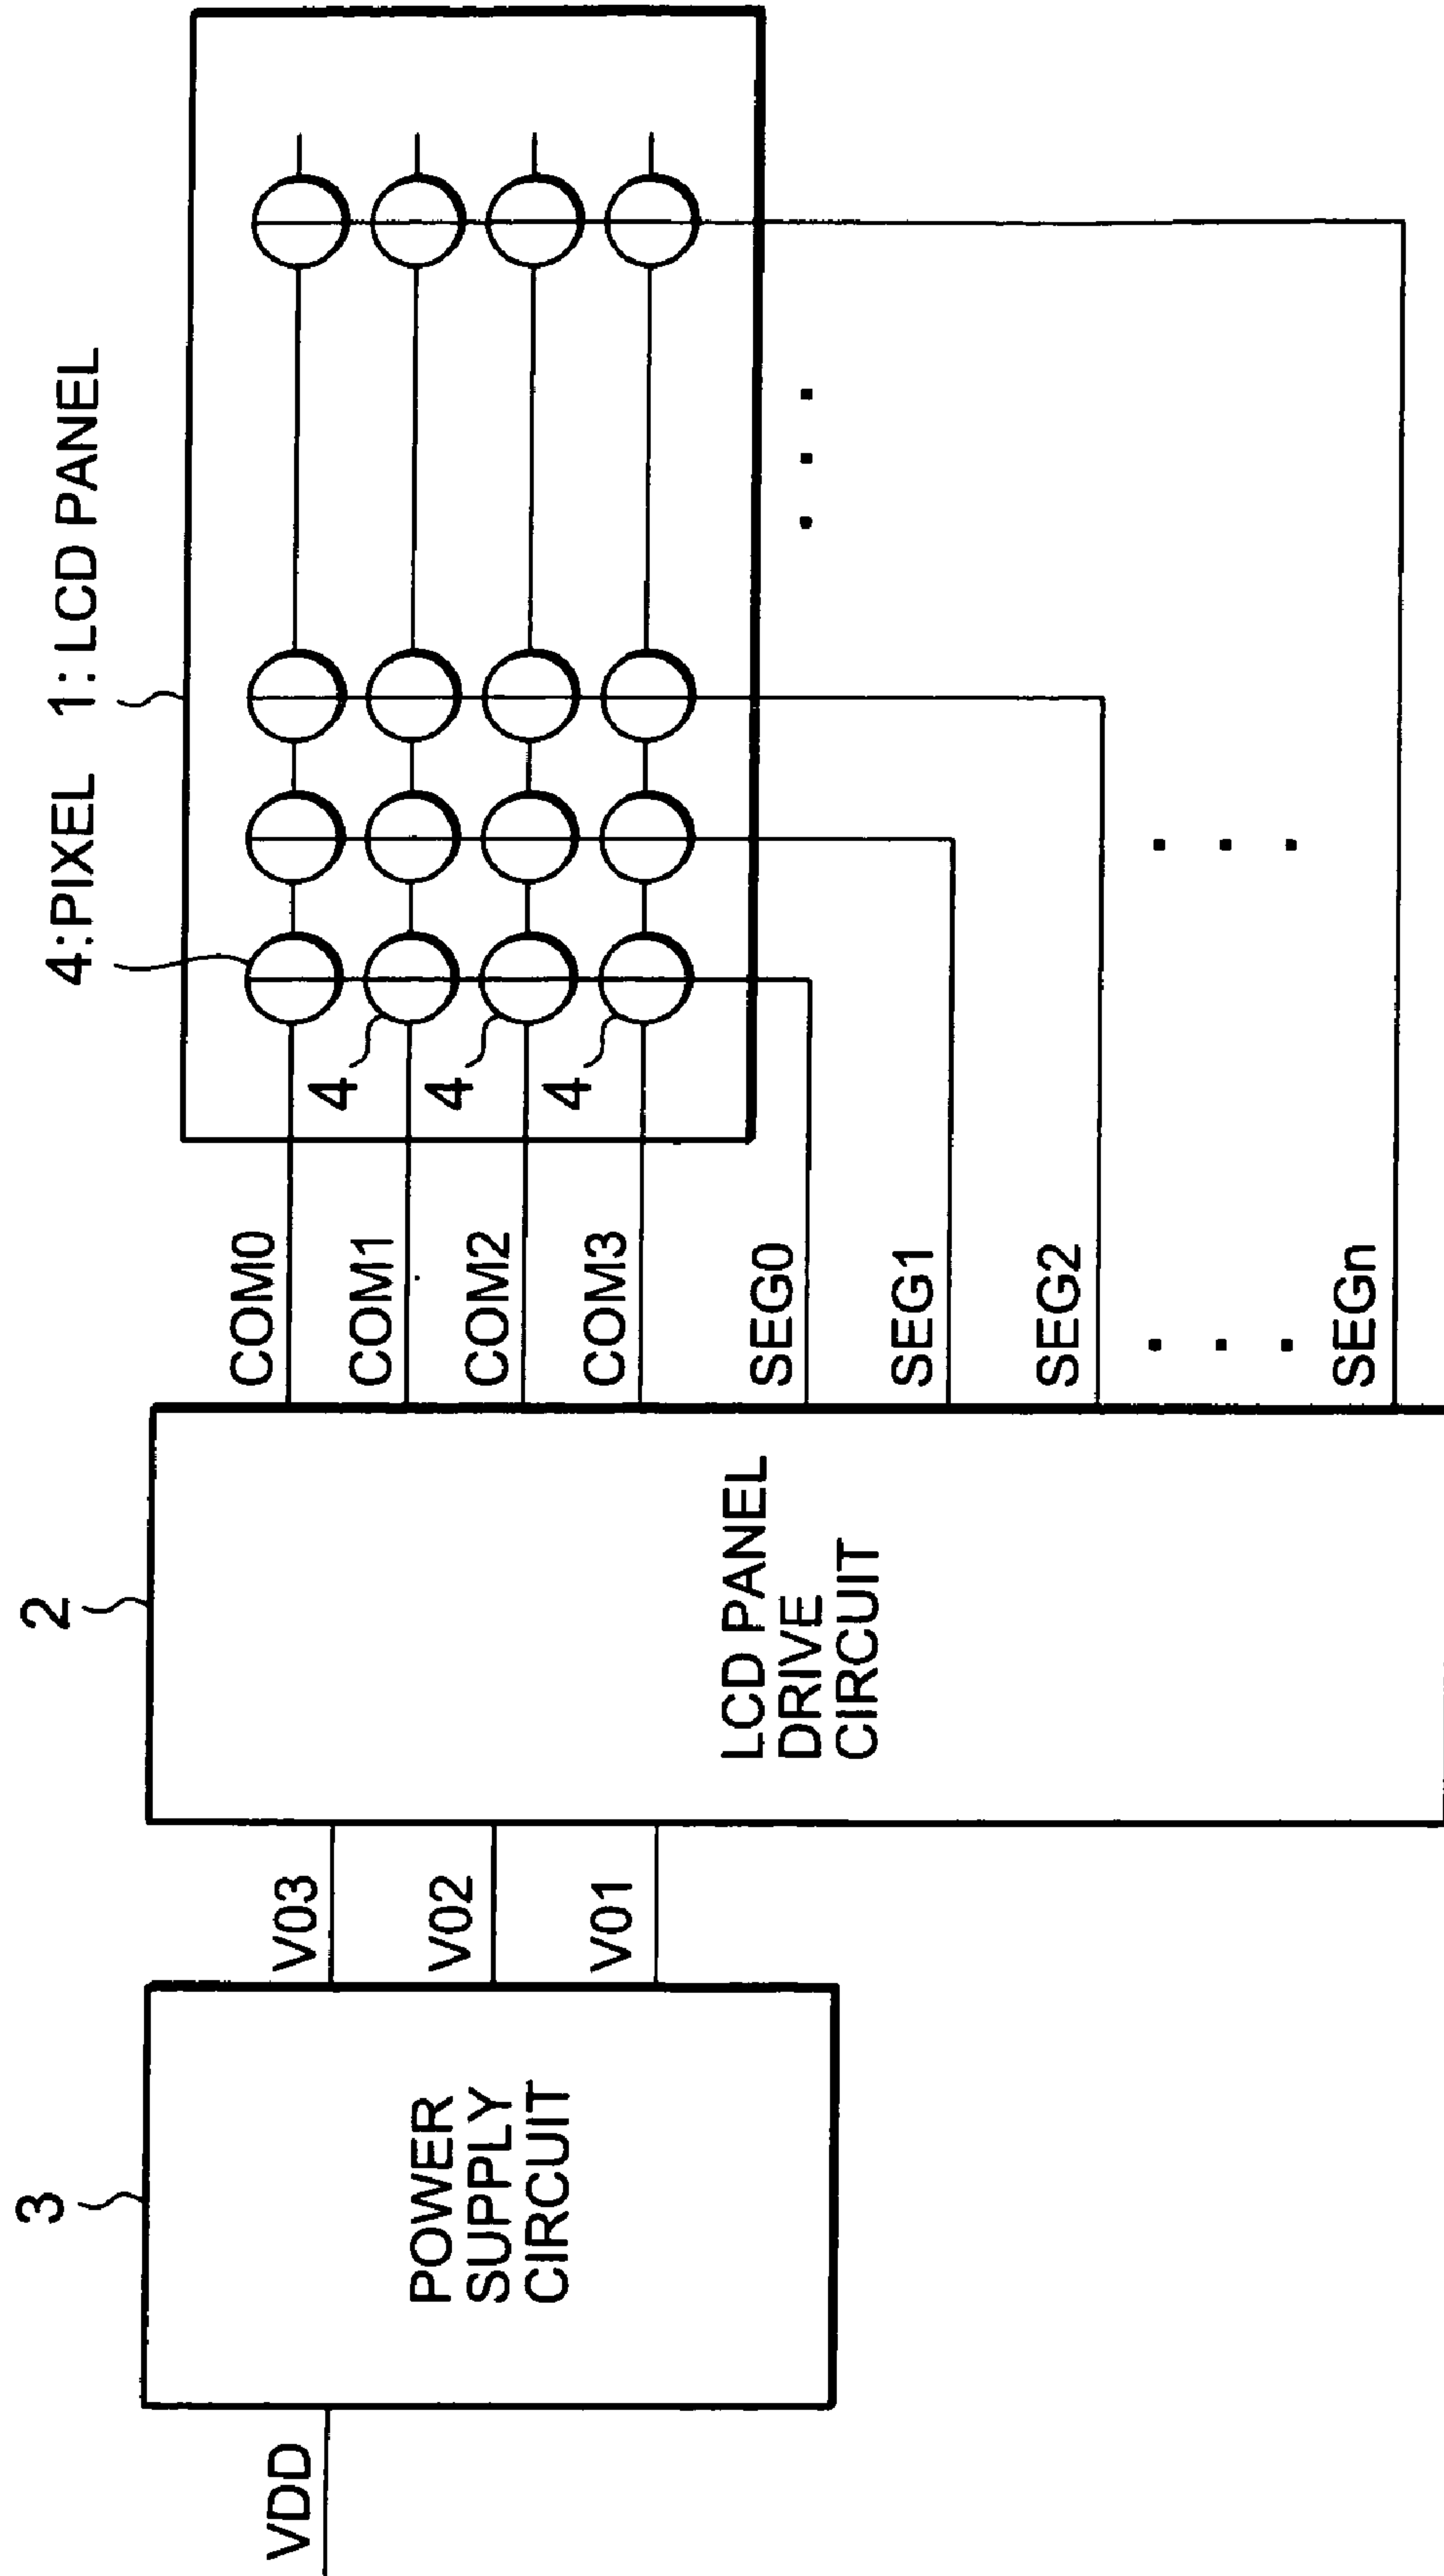 4:PIXEL 1: LCD PANEL
2
3
COM0
4
COM1
4
COM2
4
COM3
V03
V02
V01
VDD
SEG0
SEG1
SEG2
. . .
SEGn
POWER
SUPPLY
CIRCUIT
LCD PANEL
DRIVE
CIRCUIT